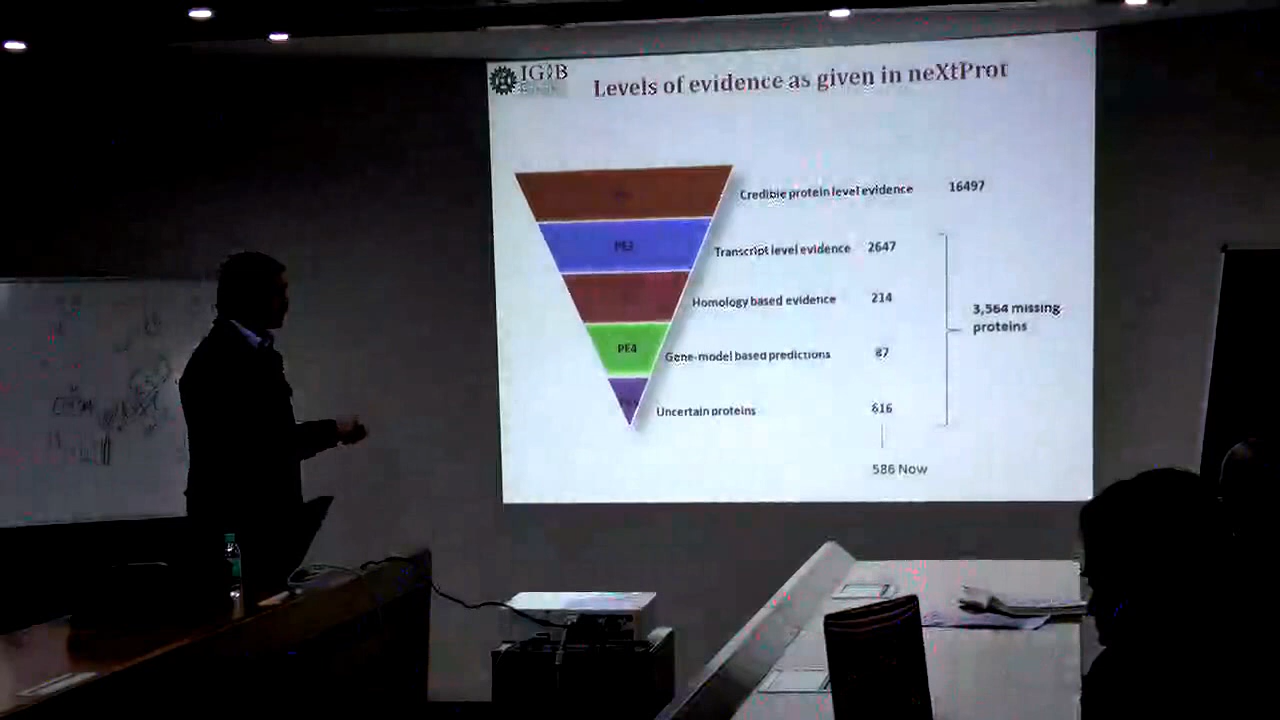 IGIB
Levels of evidence as given in neXtProt
Credible protein level evidence 16497
PE2
Transcript level evidence 2647
Homology based evidence 214
3,564 missing
proteins
PE4
Gene-model based predictions 87
Uncertain proteins 616
586 Now